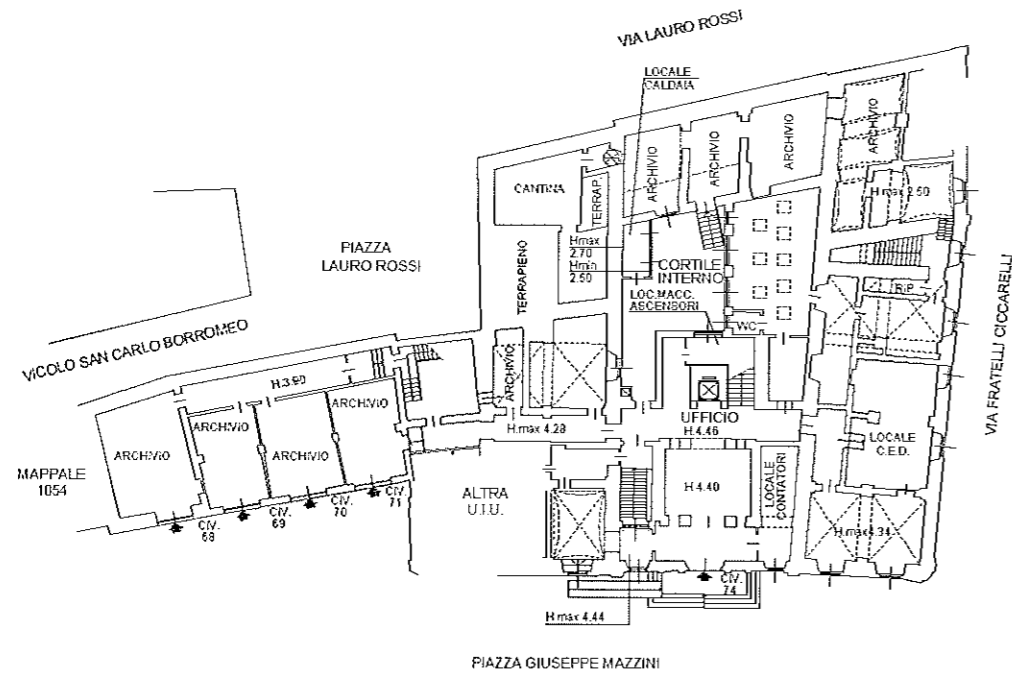 VIA LAURO ROSSI
LOCALE
CALDAIA
ARCHIVIO
ARCHIVIO
ARCHIVIO
ARCHIVIO
CANTINA
TERRAP.
H max 2.50
PIAZZA
LAURO ROSSI
TERRAPIENO
Hmax
2.70
Hmin
2.50
CORTILE
INTERNO
LOC.MACC.
ASCENSORI
WC
RIP.
VIA FRATELLI CICCARELLI
VICOLO SAN CARLO BORROMEO
H.3.90
ARCHIVIO
ARCHIVIO
ARCHIVIO
ARCHIVIO
ARCHIVIO
H.max 4.28
UFFICIO
H.4.46
LOCALE
C.E.D.
MAPPALE
1054
ALTRA
U.I.U.
H.4.40
LOCALE
CONTATORI
H.max4.34
CIV.
68
CIV.
69
CIV.
70
CIV.
71
CIV.
74
H max 4.44
PIAZZA GIUSEPPE MAZZINI